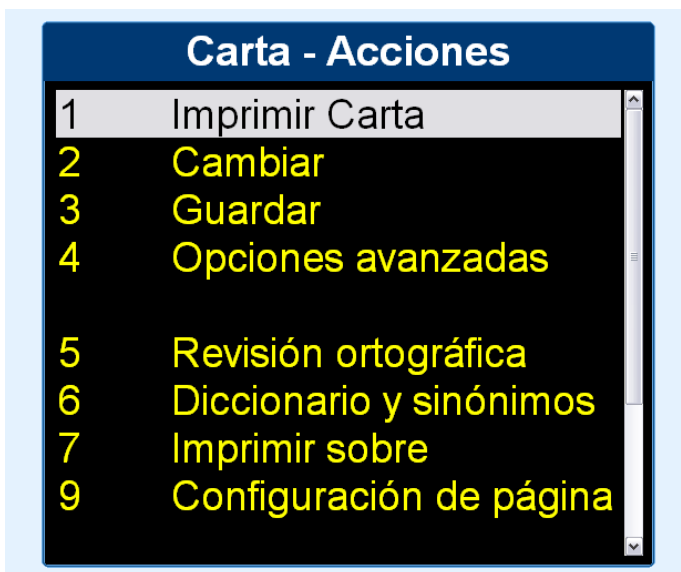 Carta - Acciones
1 Imprimir Carta
2 Cambiar
3 Guardar
4 Opciones avanzadas
5 Revisión ortográfica
6 Diccionario y sinónimos
7 Imprimir sobre
9 Configuración de página